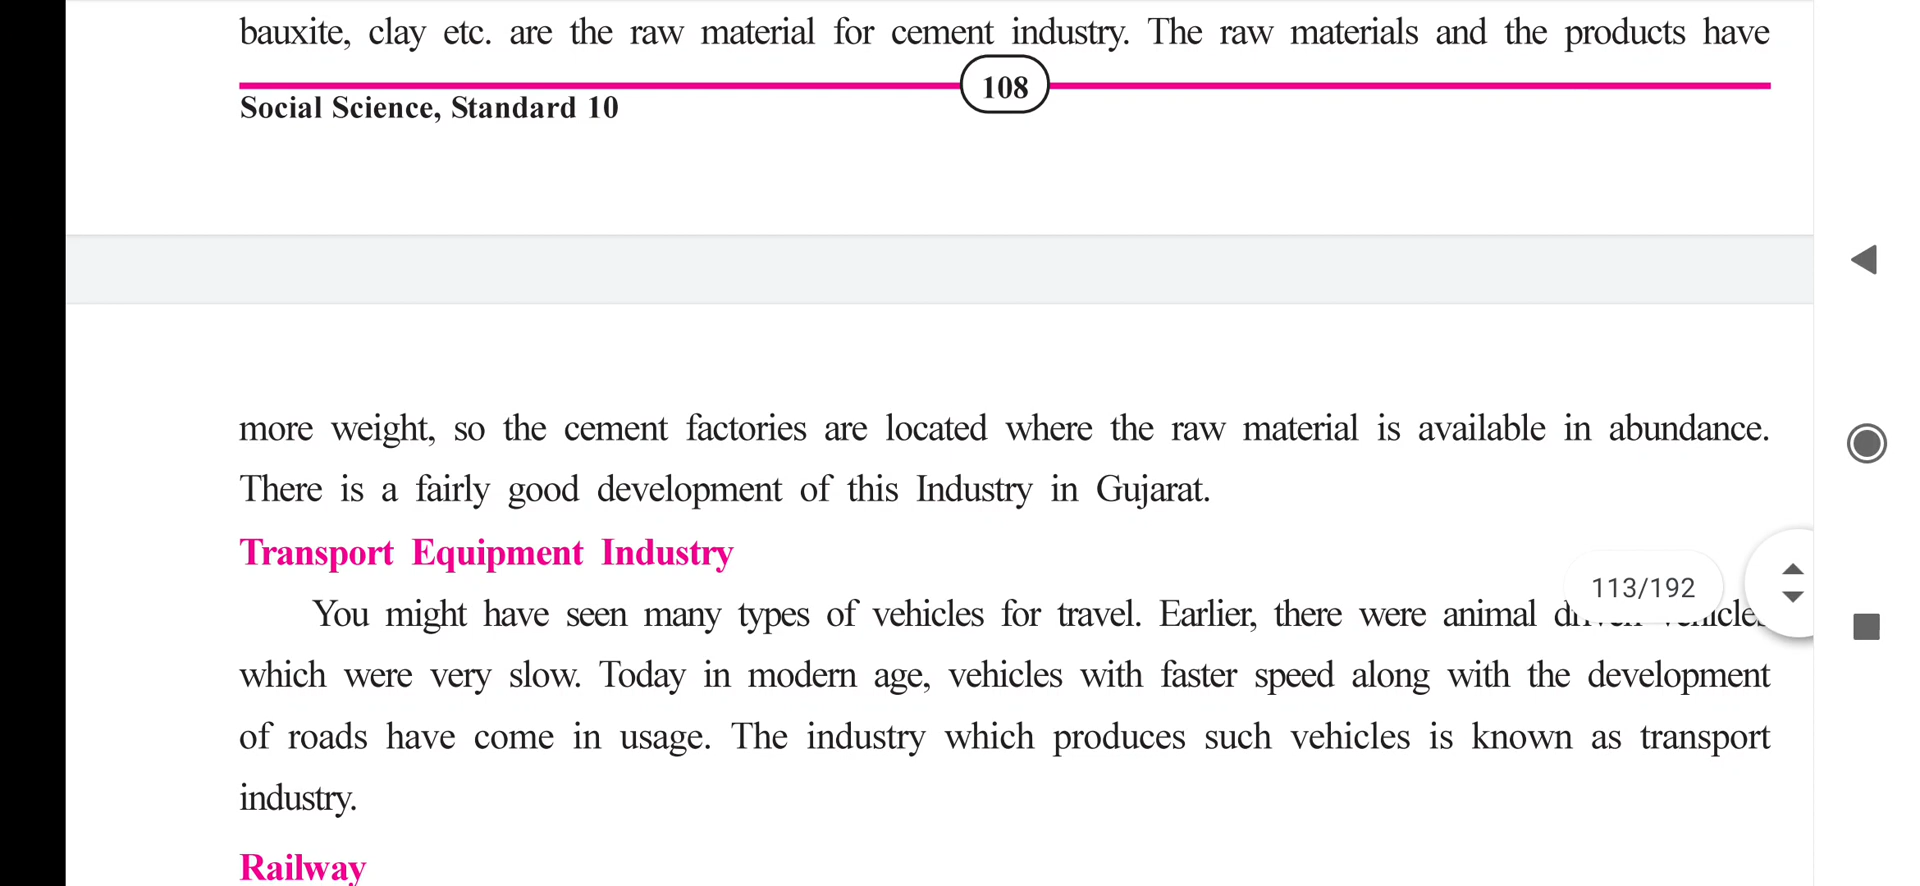 bauxite, clay etc. are the raw material for cement industry. The raw materials and the products have
108
Social Science, Standard 10
more weight, so the cement factories are located where the raw material is available in abundance.
There is a fairly good development of this Industry in Gujarat.
Transport Equipment Industry
113/192
You might have seen many types of vehicles for travel. Earlier, there were animal
which were very slow. Today in modern age, vehicles with faster speed along with the development
of roads have come in usage. The industry which produces such vehicles is known as transport
industry.
Railway